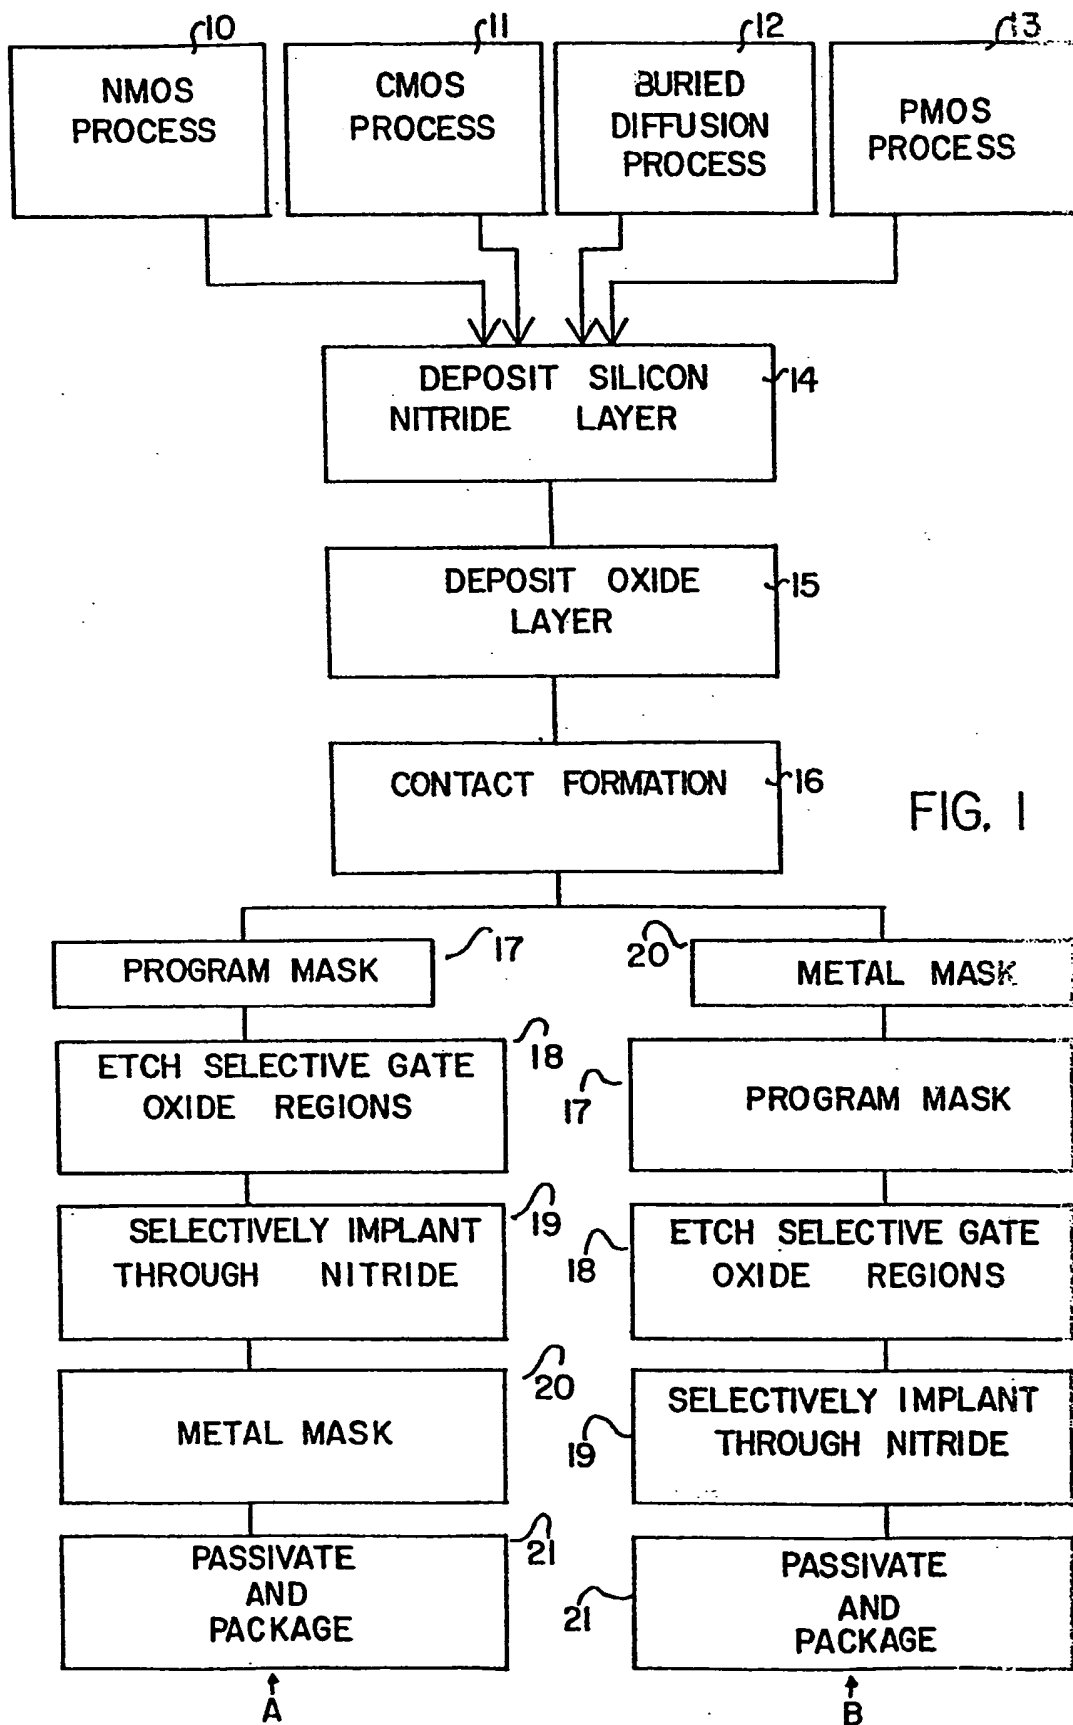 10
11
12
13
NMOS
PROCESS
CMOS
PROCESS
BURIED
DIFFUSION
PROCESS
PMOS
PROCESS
DEPOSIT SILICON
NITRIDE LAYER
14
DEPOSIT OXIDE
LAYER
15
CONTACT FORMATION
16
FIG. 1
PROGRAM MASK
17
ETCH SELECTIVE GATE
OXIDE REGIONS
18
SELECTIVELY IMPLANT
THROUGH NITRIDE
19
METAL MASK
20
PASSIVATE
AND
PACKAGE
21
A
20
METAL MASK
17
PROGRAM MASK
18
ETCH SELECTIVE GATE
OXIDE REGIONS
19
SELECTIVELY IMPLANT
THROUGH NITRIDE
21
PASSIVATE
AND
PACKAGE
B